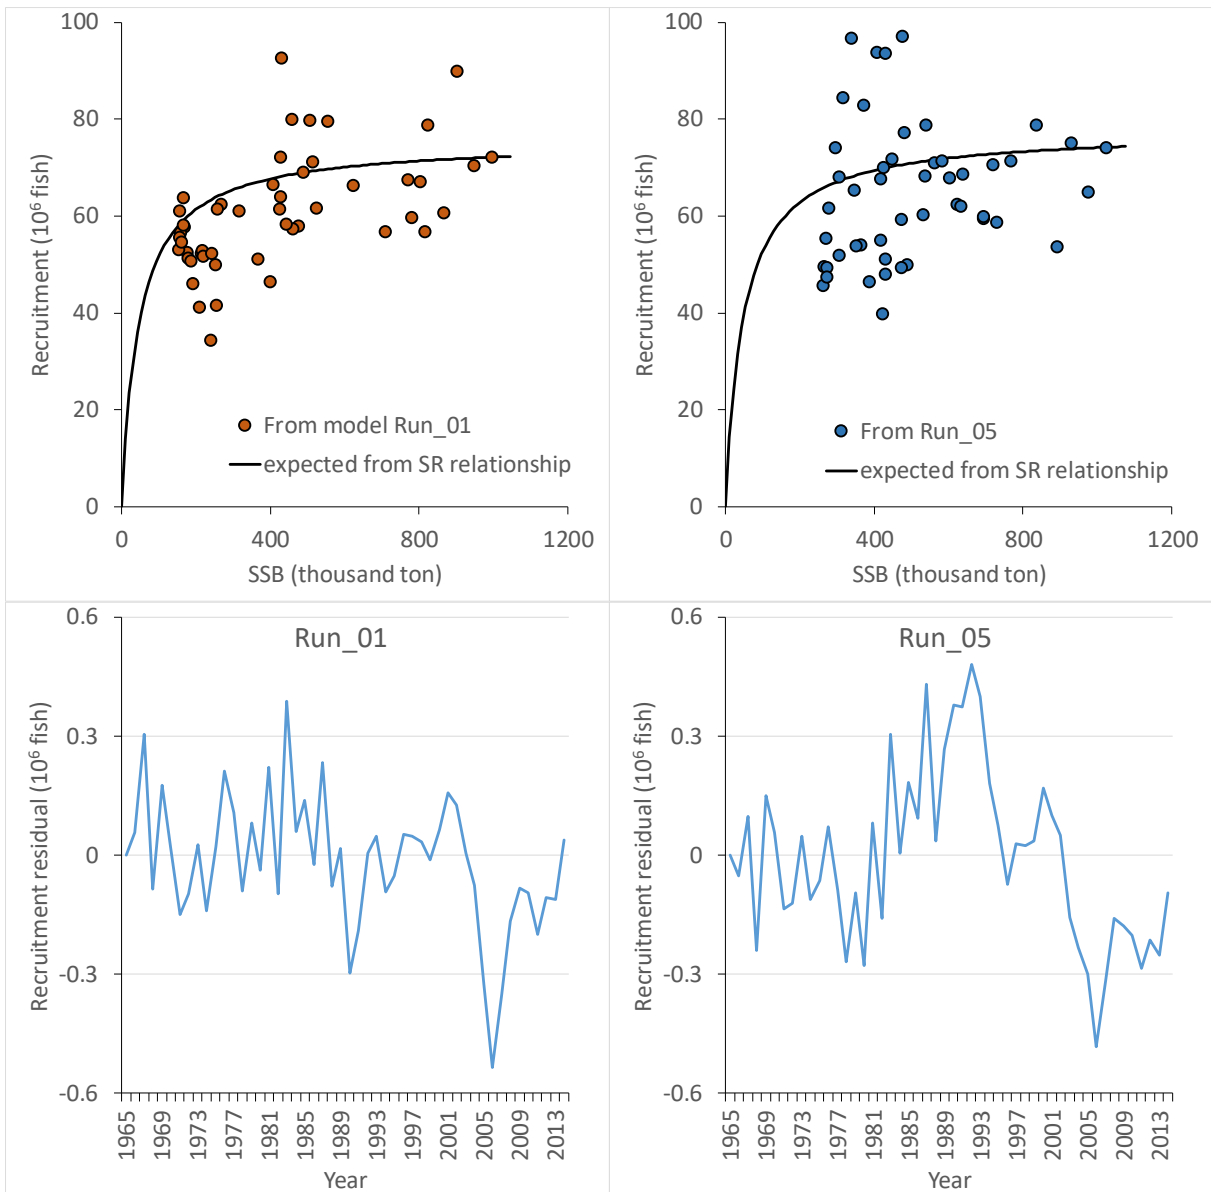 100
80
60
40
20
0
Recruitment (10⁶ fish)
From model Run_01
expected from SR relationship
0 400 800 1200
SSB (thousand ton)
100
80
60
40
20
0
Recruitment (10⁶ fish)
From Run_05
expected from SR relationship
0 400 800 1200
SSB (thousand ton)
Run_01
0.6
0.3
0
-0.3
-0.6
Recruitment residual (10⁶ fish)
1965 1969 1973 1977 1981 1985 1989 1993 1997 2001 2005 2009 2013
Year
Run_05
0.6
0.3
0
-0.3
-0.6
Recruitment residual (10⁶ fish)
1965 1969 1973 1977 1981 1985 1989 1993 1997 2001 2005 2009 2013
Year